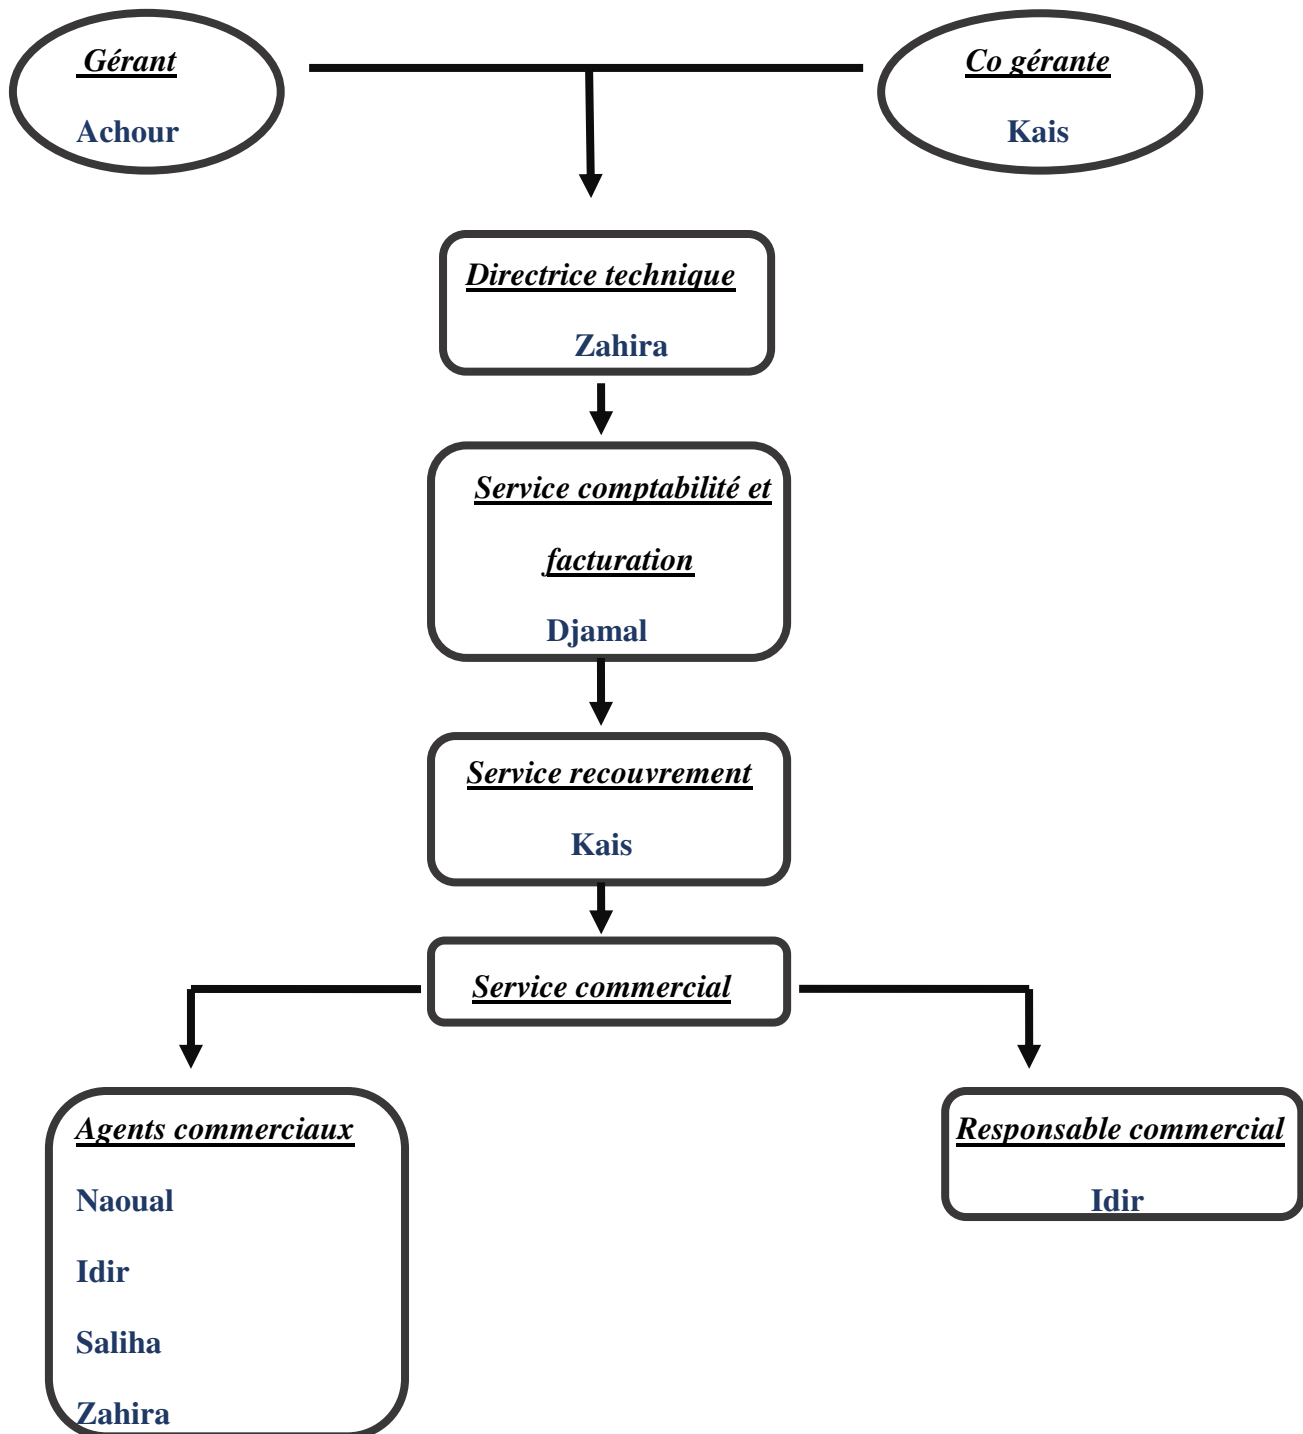 Gérant
Achour
Co gérante
Kais
Directrice technique
Zahira
Service comptabilité et
facturation
Djamal
Service recouvrement
Kais
Service commercial
Agents commerciaux
Naoual
Idir
Saliha
Zahira
Responsable commercial
Idir